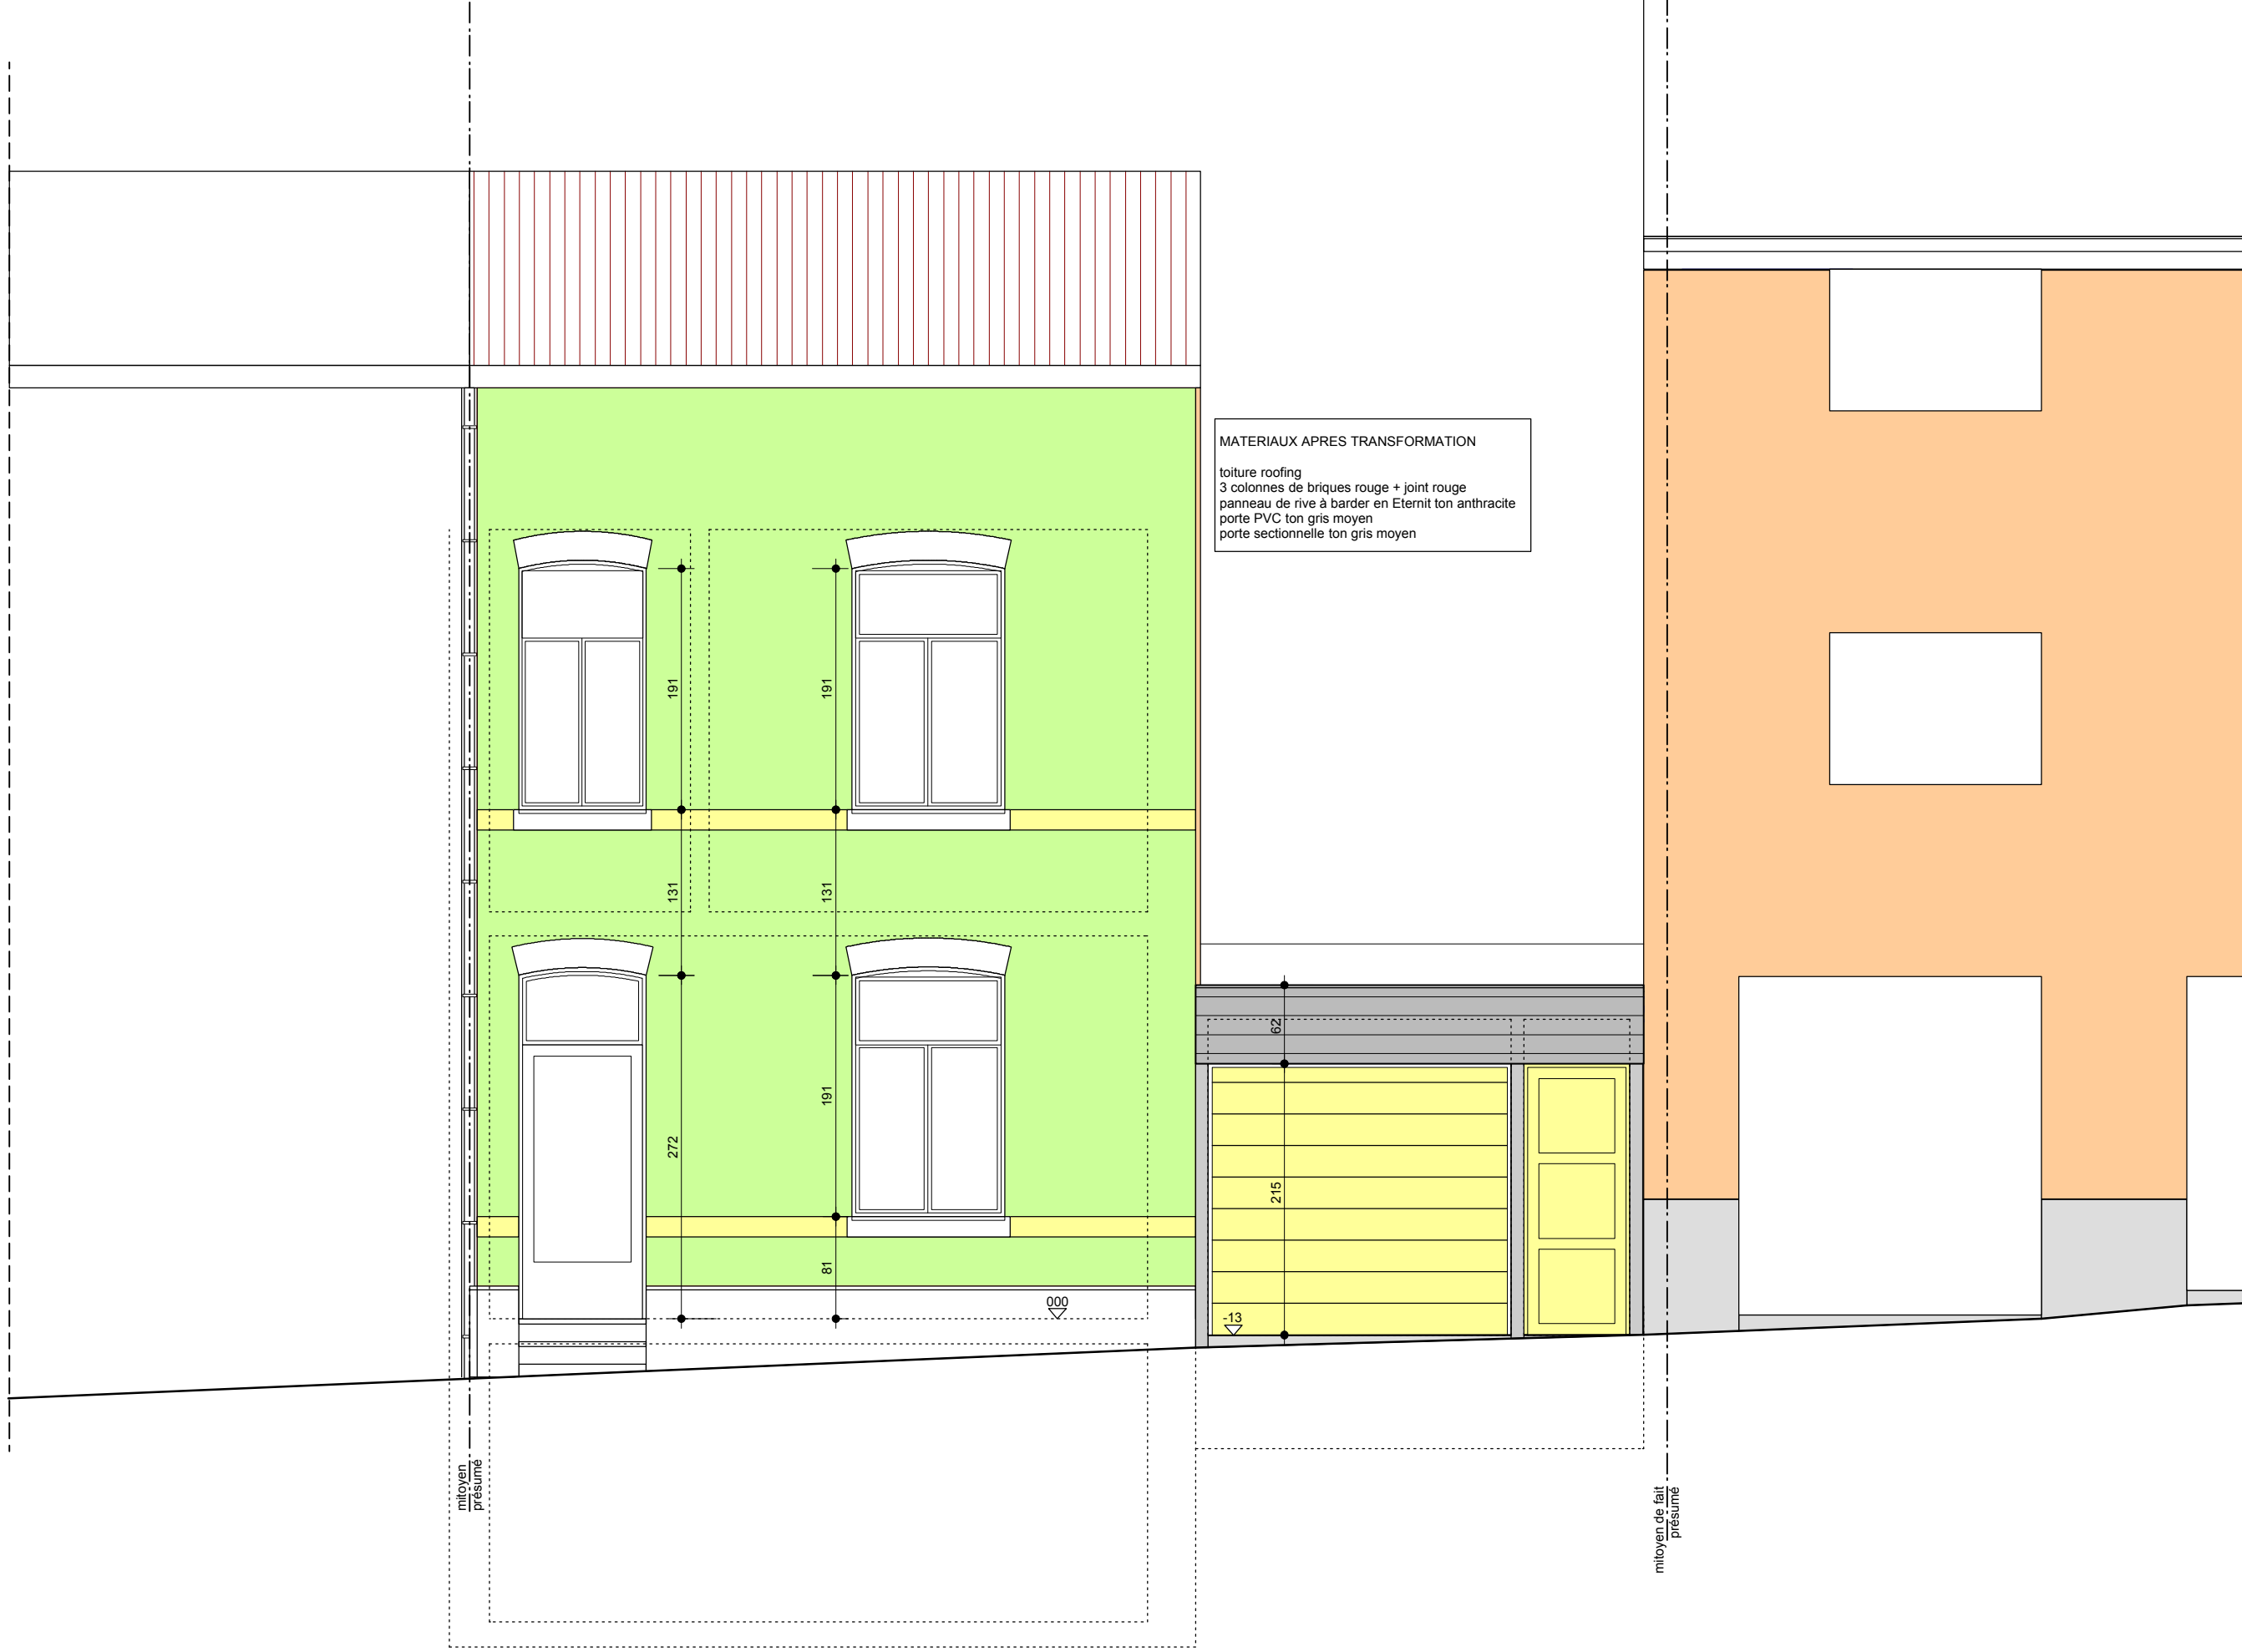 MATERIAUX APRES TRANSFORMATION
toiture roofing
3 colonnes de briques rouge + joint rouge
panneau de rive à barder en Eternit ton anthracite
porte PVC ton gris moyen
porte sectionnelle ton gris moyen
191
191
131
131
62
272
191
215
81
000
-13
mitoyen
présumé
mitoyen de fait
présumé